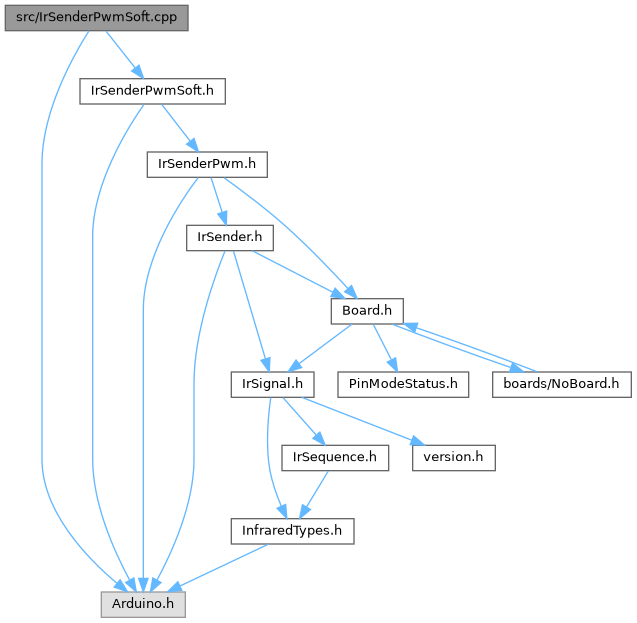 src/IrSenderPwmSoft.cpp
IrSenderPwmSoft.h
IrSenderPwm.h
IrSender.h
Board.h
IrSignal.h
PinModeStatus.h
boards/NoBoard.h
IrSequence.h
version.h
InfraredTypes.h
Arduino.h